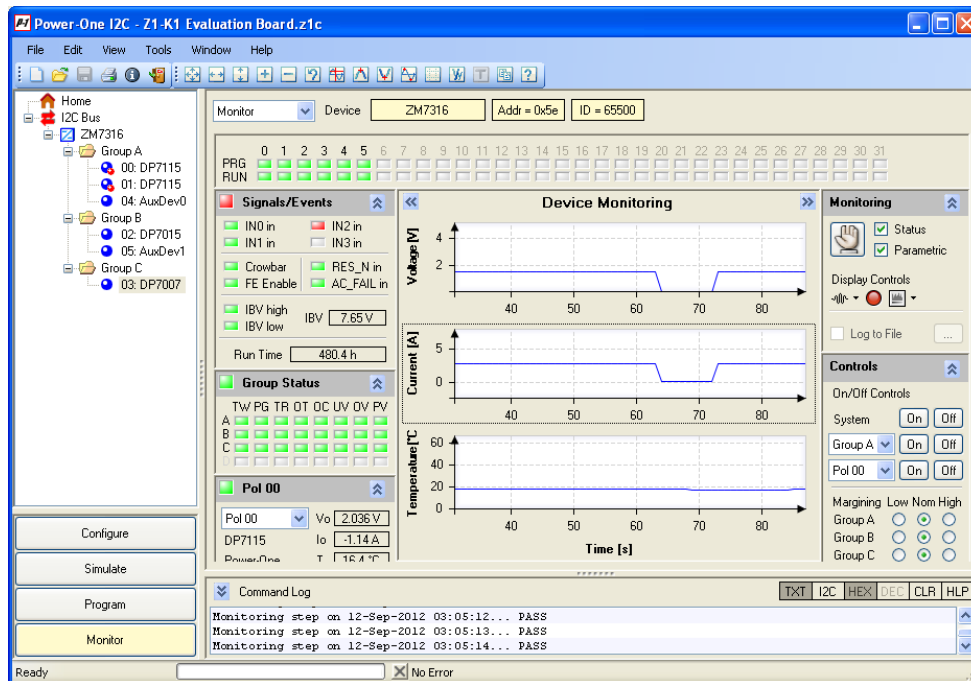 Power-One I2C - Z1-K1 Evaluation Board.z1c
File Edit View Tools Window Help
Home
I2C Bus
ZM7316
Group A
00: DP7115
01: DP7115
04: AuxDev0
Group B
02: DP7015
05: AuxDev1
Group C
03: DP7007
Configure
Simulate
Program
Monitor
Monitor Device ZM7316 Addr = 0x5e ID = 65500
0 1 2 3 4 5 6 7 8 9 10 11 12 13 14 15 16 17 18 19 20 21 22 23 24 25 26 27 28 29 30 31
PRG
RUN
Signals/Events
IN0 in IN2 in
IN1 in IN3 in
Crowbar RES_N in
FE Enable AC_FAIL in
IBV high
IBV low
IBV 7.65 V
Run Time 480.4 h
Group Status
TW PG TR OT OC UV OV PV
A
B
C
D
Pol 00
Pol 00 Vo 2.036 V
DP7115 Io -1.14 A
Power-One T 16.4 °C
Device Monitoring
Voltage [V]
4
2
40 50 60 70 80
Current [A]
5
0
40 50 60 70 80
Temperature[°C
60
40
20
0
40 50 60 70 80
Time [s]
Monitoring
Status
Parametric
Display Controls
Log to File ...
Controls
On/Off Controls
System On Off
Group A On Off
Pol 00 On Off
Margining Low Nom High
Group A
Group B
Group C
Command Log TXT I2C HEX DEC CLR HLP
Monitoring step on 12-Sep-2012 03:05:12... PASS
Monitoring step on 12-Sep-2012 03:05:13... PASS
Monitoring step on 12-Sep-2012 03:05:14... PASS
Ready No Error